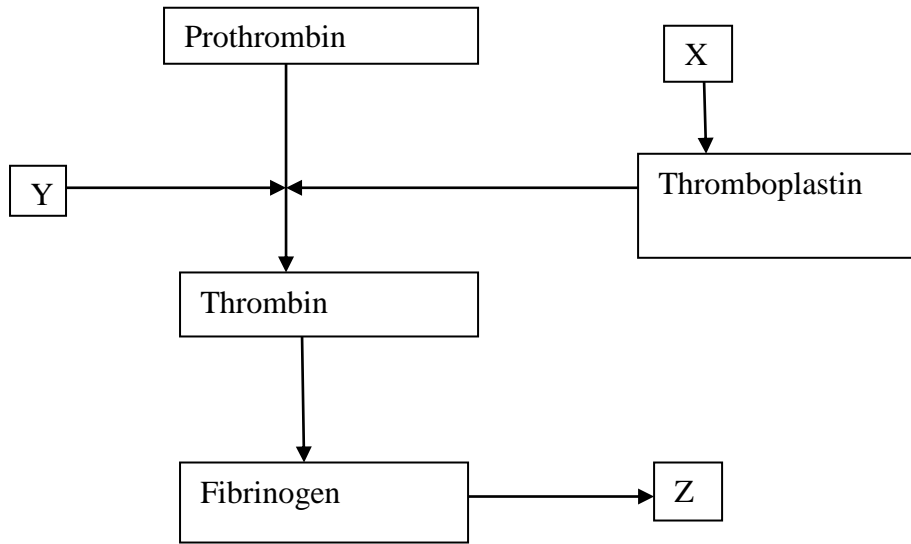 Prothrombin
X
Y
Thromboplastin
Thrombin
Fibrinogen
Z